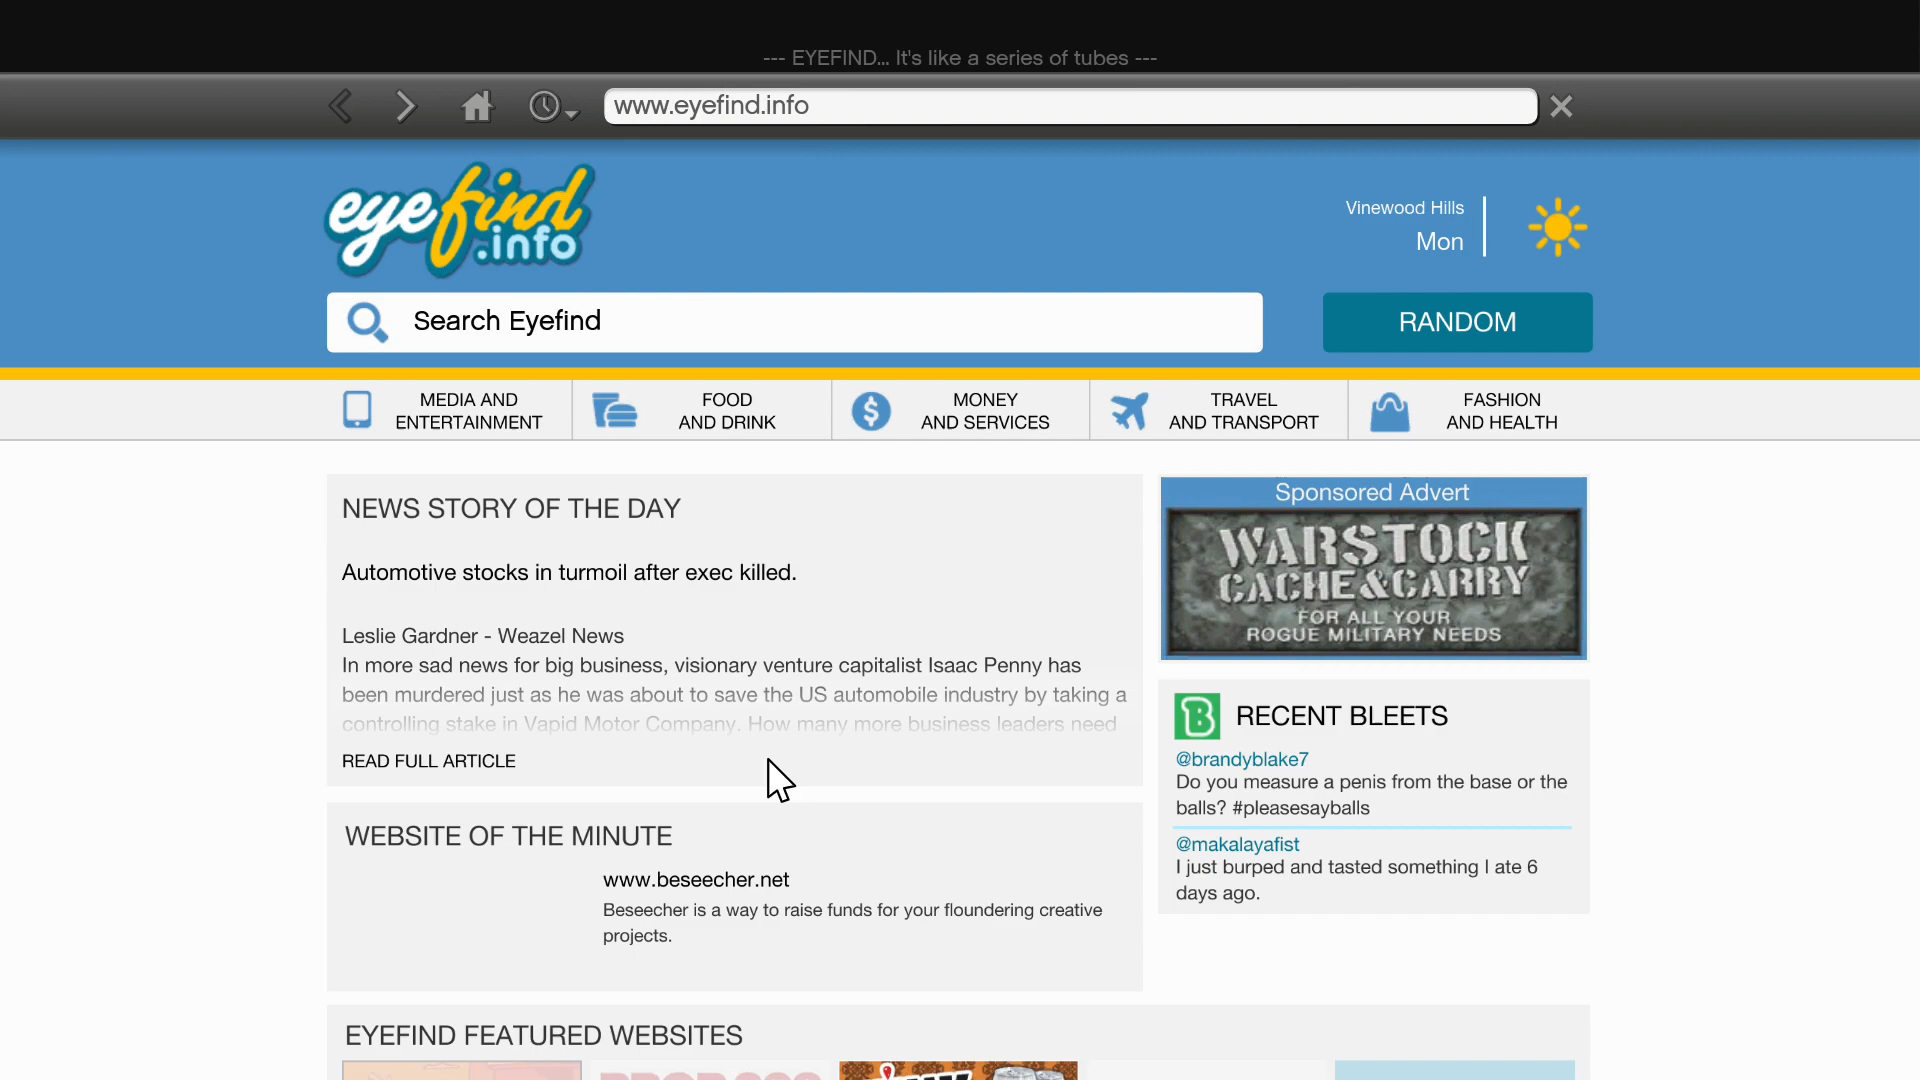 --- EYEFIND... It's like a series of tubes ---
www.eyefind.info
eyefind
.info
Vinewood Hills
Mon
Search Eyefind
RANDOM
MEDIA AND
ENTERTAINMENT
FOOD
AND DRINK
MONEY
AND SERVICES
TRAVEL
AND TRANSPORT
FASHION
AND HEALTH
NEWS STORY OF THE DAY
Automotive stocks in turmoil after exec killed.
Leslie Gardner - Weazel News
In more sad news for big business, visionary venture capitalist Isaac Penny has
been murdered just as he was about to save the US automobile industry by taking a
controlling stake in Vapid Motor Company. How many more business leaders need
READ FULL ARTICLE
Sponsored Advert
WARSTOCK
CACHE&CARRY
FOR ALL YOUR
ROGUE MILITARY NEEDS
B RECENT BLEETS
@brandyblake7
Do you measure a penis from the base or the
balls? #pleasesayballs
@makalayafist
I just burped and tasted something I ate 6
days ago.
WEBSITE OF THE MINUTE
www.beseecher.net
Beseecher is a way to raise funds for your floundering creative
projects.
EYEFIND FEATURED WEBSITES